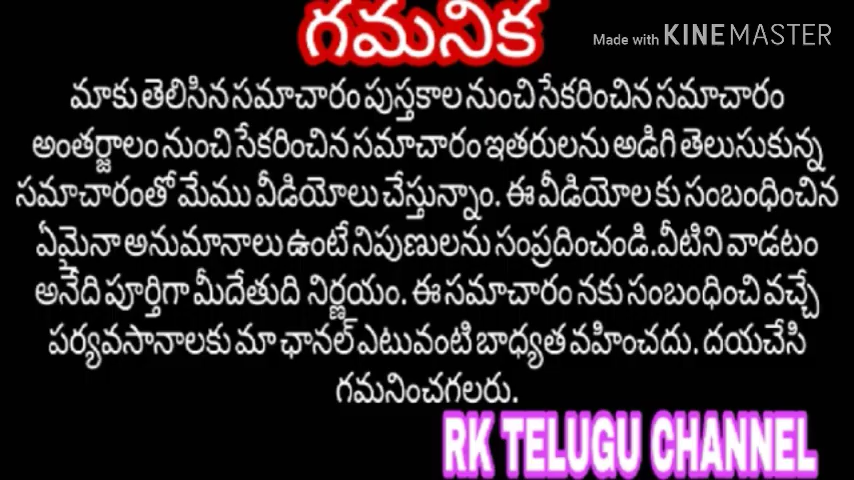 గమనిక
Made with KINEMASTER
మాకు తెలిసిన సమాచారం పుస్తకాల నుంచి సేకరించిన సమాచారం
అంతర్జాలం నుంచి సేకరించిన సమాచారం ఇతరులను అడిగి తెలుసుకున్న
సమాచారంతో మేము వీడియోలు చేస్తున్నాం. ఈ వీడియోల కు సంబంధించిన
ఏమైనా అనుమానాలు ఉంటే నిపుణులను సంప్రదించండి.వీటిని వాడటం
అనేది పూర్తిగా మీదేతుది నిర్ణయం. ఈ సమాచారం నకు సంబంధించి వచ్చే
పర్యవసానాలకు మా ఛానల్ ఎటువంటి బాధ్యత వహించదు. దయచేసి
గమనించగలరు.
RK TELUGU CHANNEL